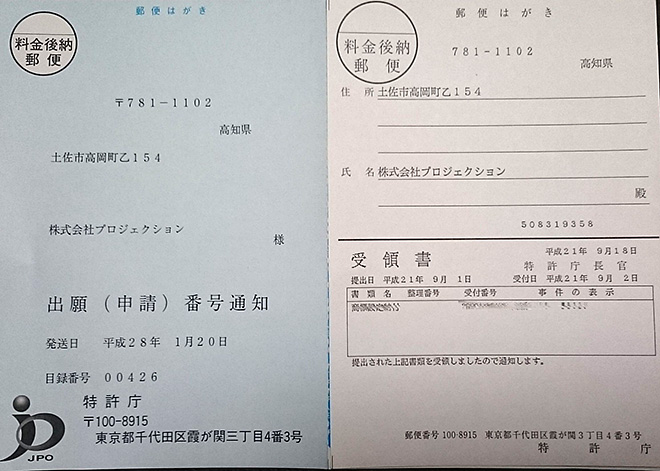 郵便はがき
料金後納
郵便
〒781-1102
高知県
土佐市高岡町乙154
株式会社プロジェクション
様
出願（申請）番号通知
発送日　平成28年　1月20日
目録番号　00426
特許庁
〒100-8915
東京都千代田区霞が関三丁目4番3号
JPO
郵便はがき
料金後納
郵便
781-1102
高知県
住　所　土佐市高岡町乙154
氏　名　株式会社プロジェクション
殿
508319358
受領書
平成21年　9月18日
特許庁長官
提出日　平成21年　9月　1日　受付日　平成21年　9月　2日
書類名　整理番号　受付番号　事件の表示
提出された上記書類を受領しましたので通知します。
郵便番号 100-8915　東京都千代田区霞が関3丁目4番3号
特　許　庁